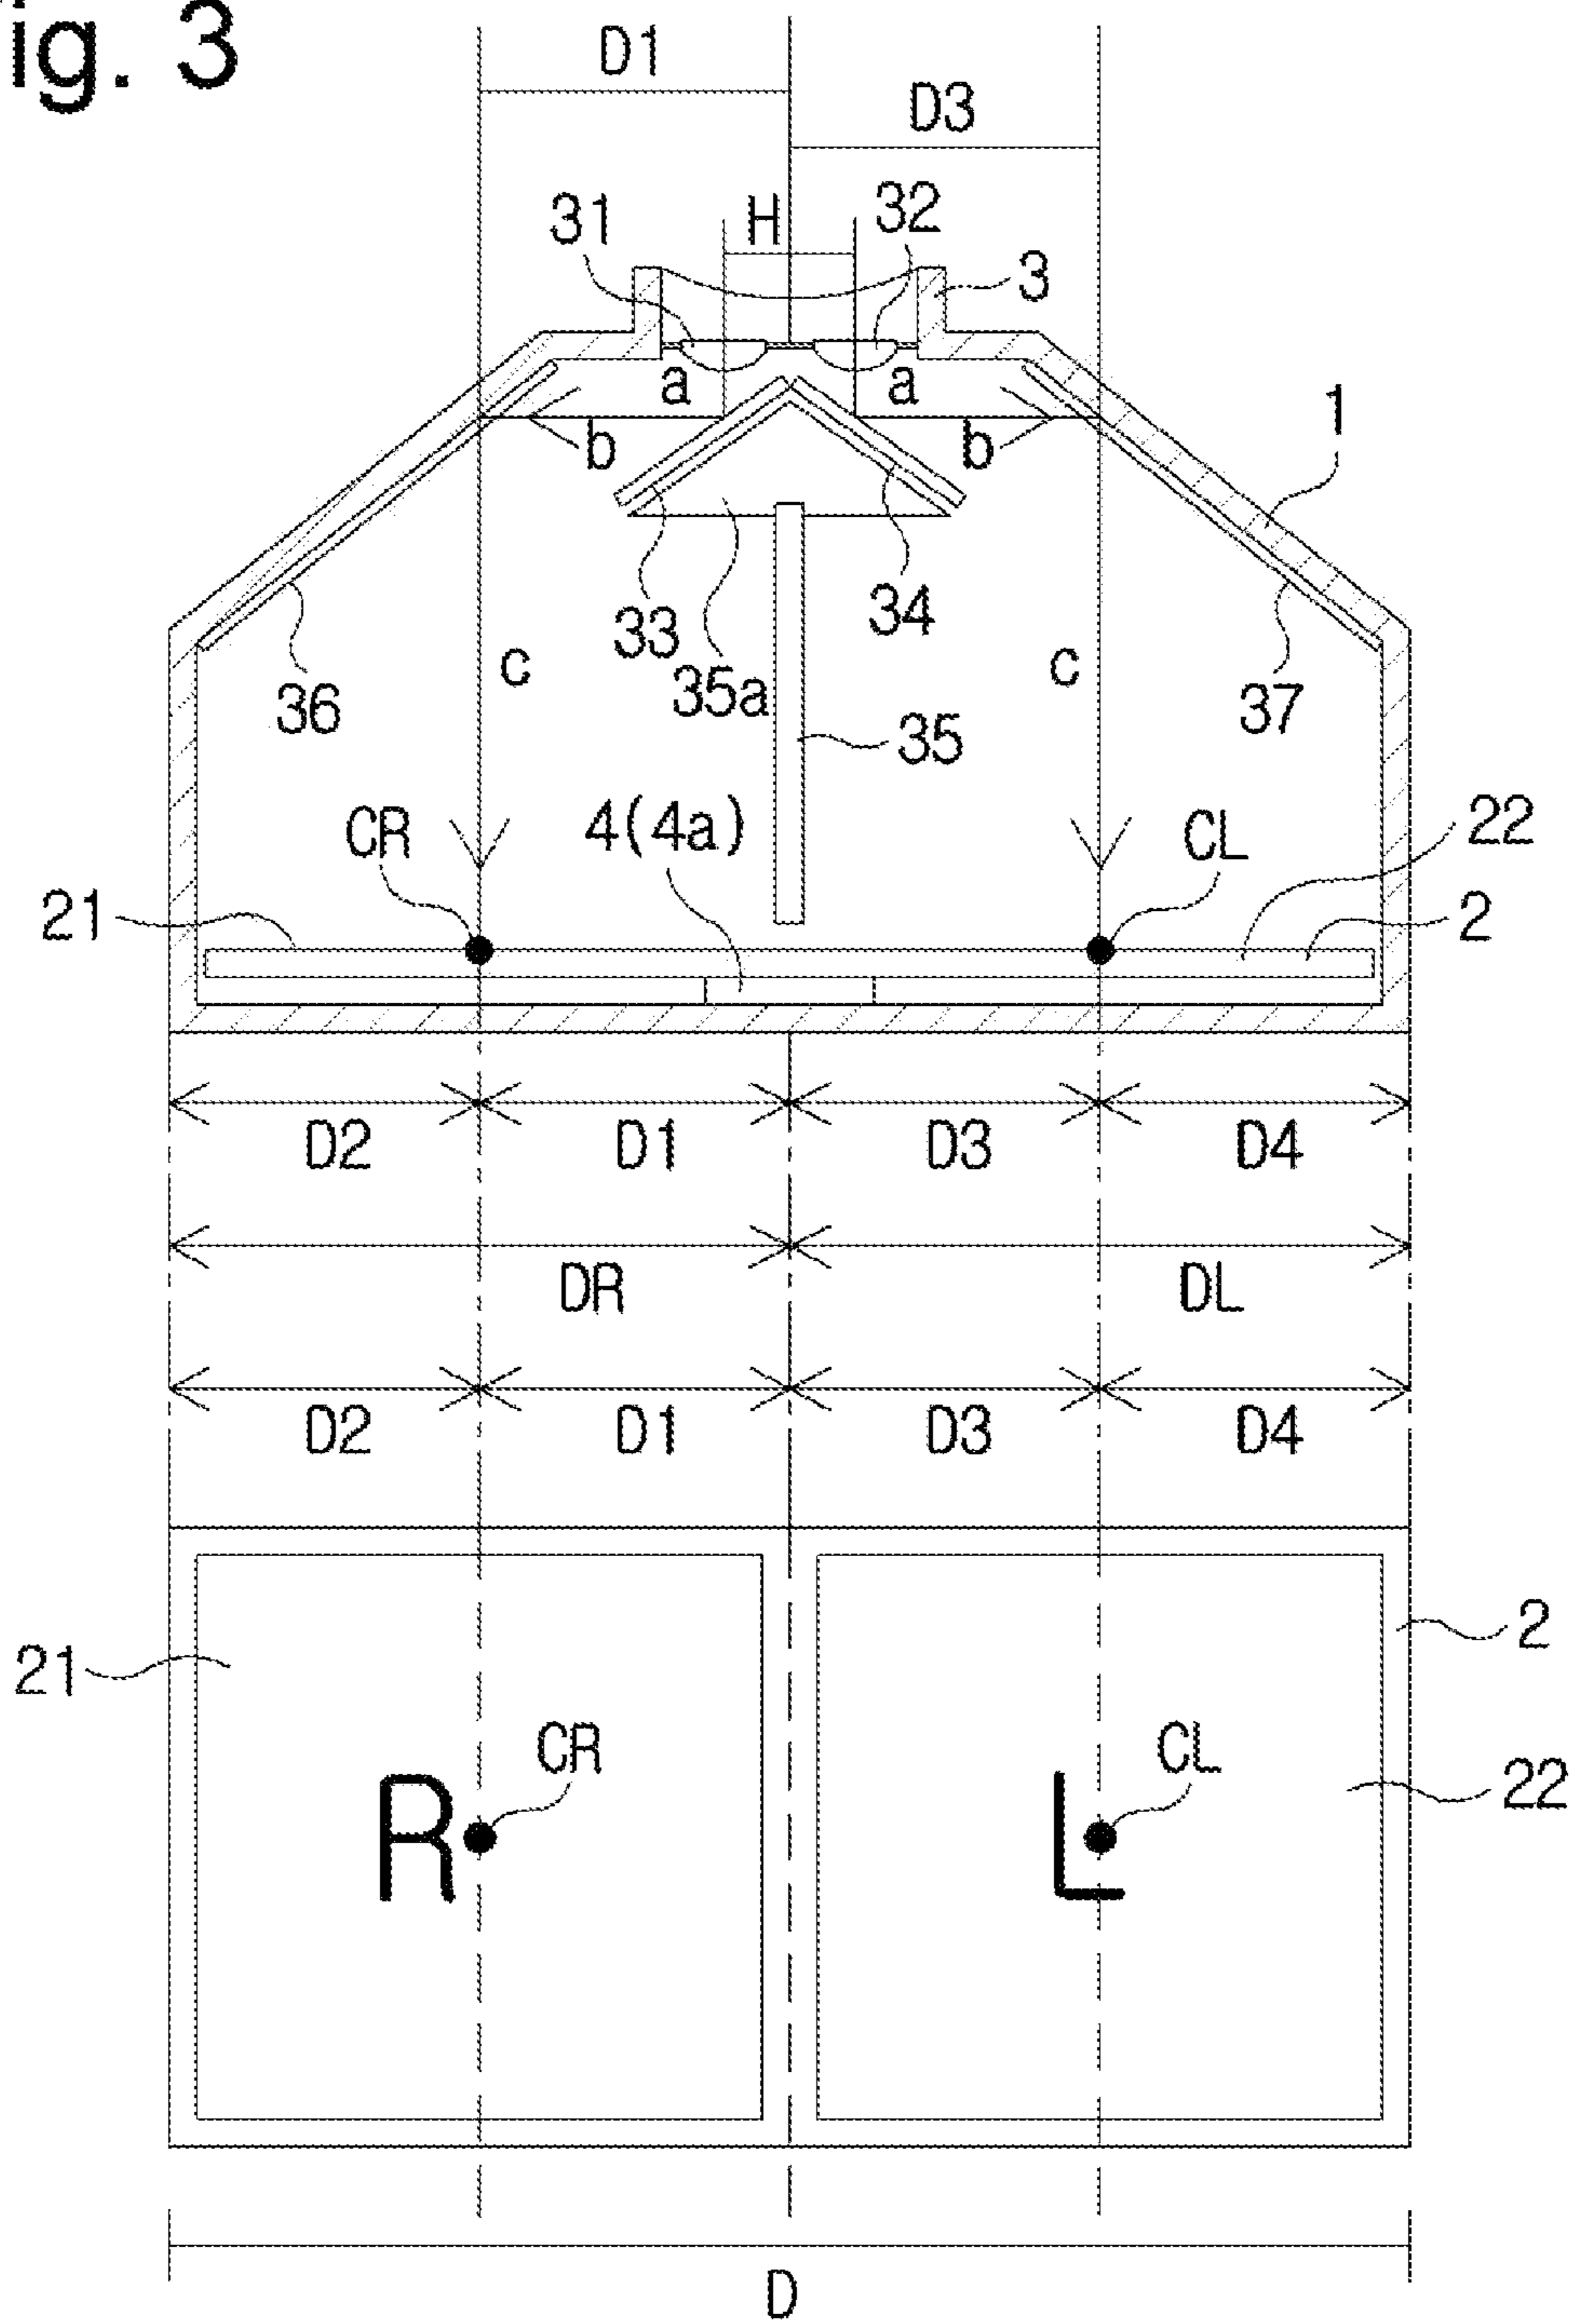 ig. 3
D1
D3
31 H 32
3
a a
b b
1
33 34
36 c 35a c 37
35
CR 4(4a) CL 22
21 2
D2 D1 D3 D4
DR DL
D2 D1 D3 D4
2
21
CR CL
R L 22
D